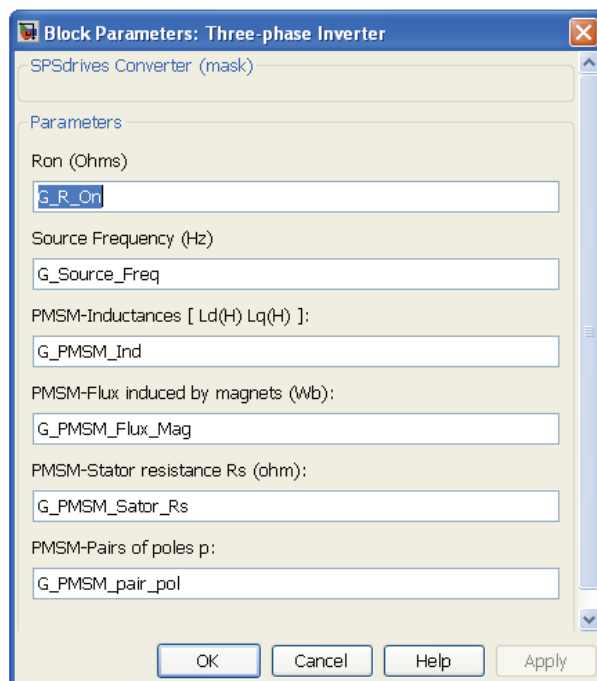 Block Parameters: Three-phase Inverter
SPSdrives Converter (mask)
Parameters
Ron (Ohms)
G_R_On
Source Frequency (Hz)
G_Source_Freq
PMSM-Inductances [ Ld(H) Lq(H) ]:
G_PMSM_Ind
PMSM-Flux induced by magnets (Wb):
G_PMSM_Flux_Mag
PMSM-Stator resistance Rs (ohm):
G_PMSM_Sator_Rs
PMSM-Pairs of poles p:
G_PMSM_pair_pol
OK Cancel Help Apply